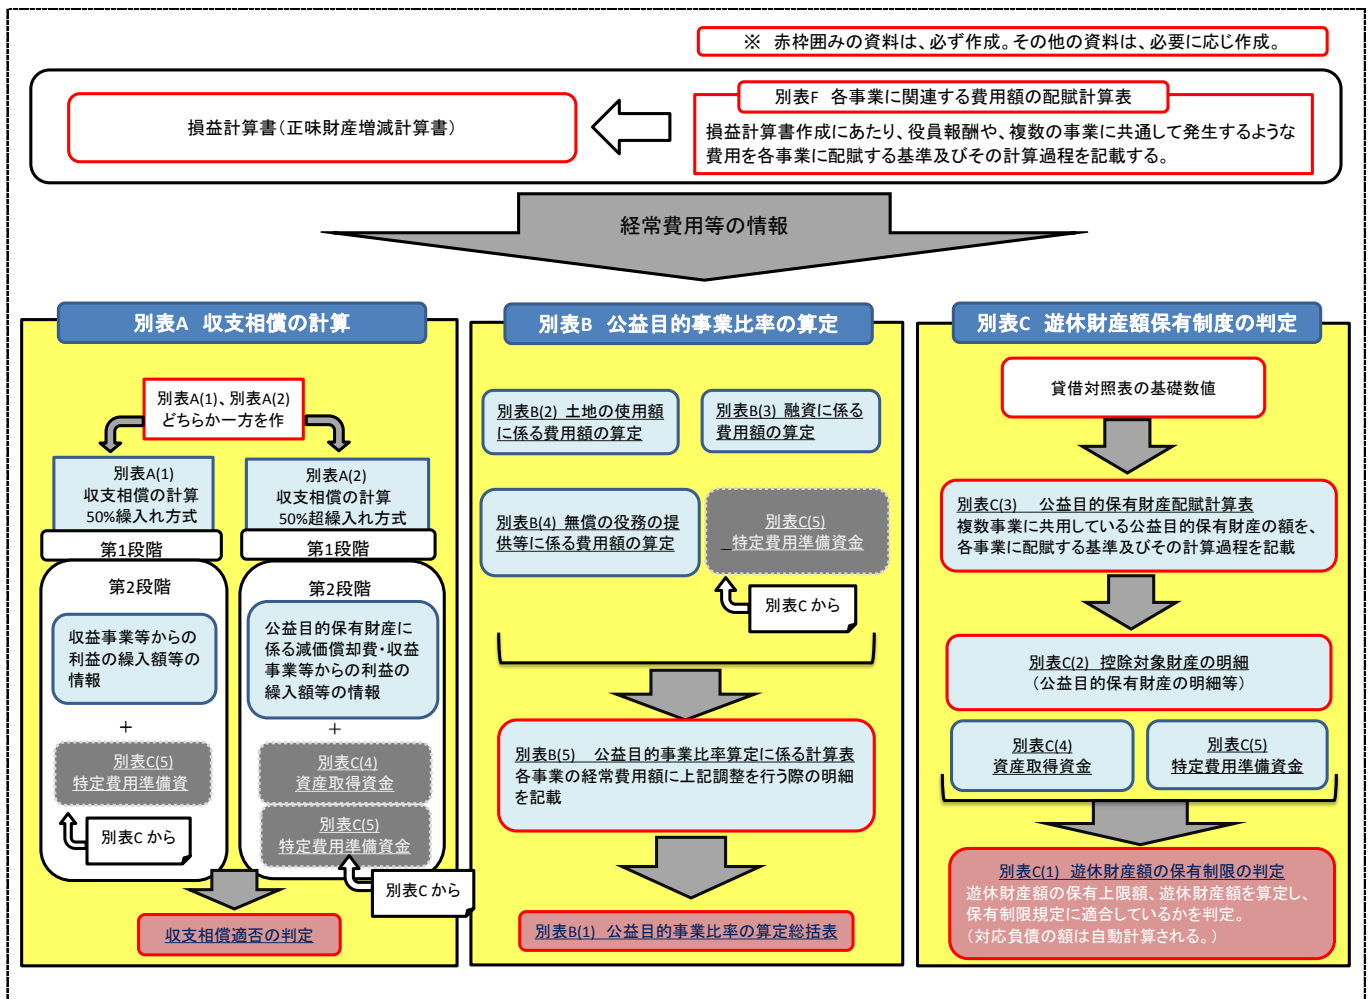 ※ 赤枠囲みの資料は、必ず作成。その他の資料は、必要に応じ作成。
損益計算書(正味財産増減計算書)
別表F 各事業に関連する費用額の配賦計算表
損益計算書作成にあたり、役員報酬や、複数の事業に共通して発生するような
費用を各事業に配賦する基準及びその計算過程を記載する。
経常費用等の情報
別表A 収支相償の計算
別表A(1)、別表A(2)
どちらか一方を作
別表A(1)
収支相償の計算
50%繰入れ方式
第1段階
第2段階
収益事業等からの
利益の繰入額等の
情報
+
別表C(5)
特定費用準備資
別表C から
別表A(2)
収支相償の計算
50%超繰入れ方式
第1段階
第2段階
公益目的保有財産に
係る減価償却費・収益
事業等からの利益の
繰入額等の情報
+
別表C(4)
資産取得資金
別表C(5)
特定費用準備資金
別表C から
収支相償適否の判定
別表B 公益目的事業比率の算定
別表B(2) 土地の使用額
に係る費用額の算定
別表B(3) 融資に係る
費用額の算定
別表B(4) 無償の役務の提
供等に係る費用額の算定
別表C(5)
特定費用準備資金
別表C から
別表B(5) 公益目的事業比率算定に係る計算表
各事業の経常費用額に上記調整を行う際の明細
を記載
別表B(1) 公益目的事業比率の算定総括表
別表C 遊休財産額保有制度の判定
貸借対照表の基礎数値
別表C(3) 公益目的保有財産配賦計算表
複数事業に共用している公益目的保有財産の額を、
各事業に配賦する基準及びその計算過程を記載
別表C(2) 控除対象財産の明細
(公益目的保有財産の明細等)
別表C(4)
資産取得資金
別表C(5)
特定費用準備資金
別表C(1) 遊休財産額の保有制限の判定
遊休財産額の保有上限額、遊休財産額を算定し、
保有制限規定に適合しているかを判定。
(対応負債の額は自動計算される。)